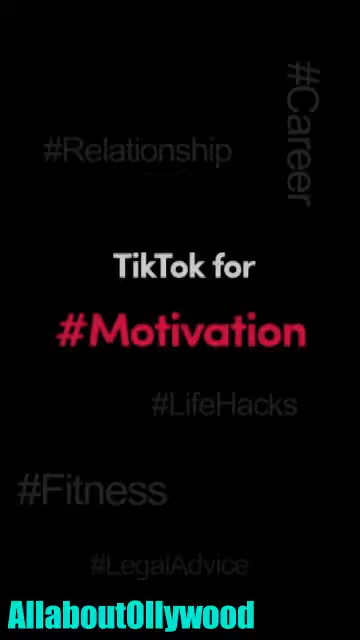 #Career
#Relationship
TikTok for
#Motivation
#LifeHacks
#Fitness
#LegalAdvice
AllaboutOllywood